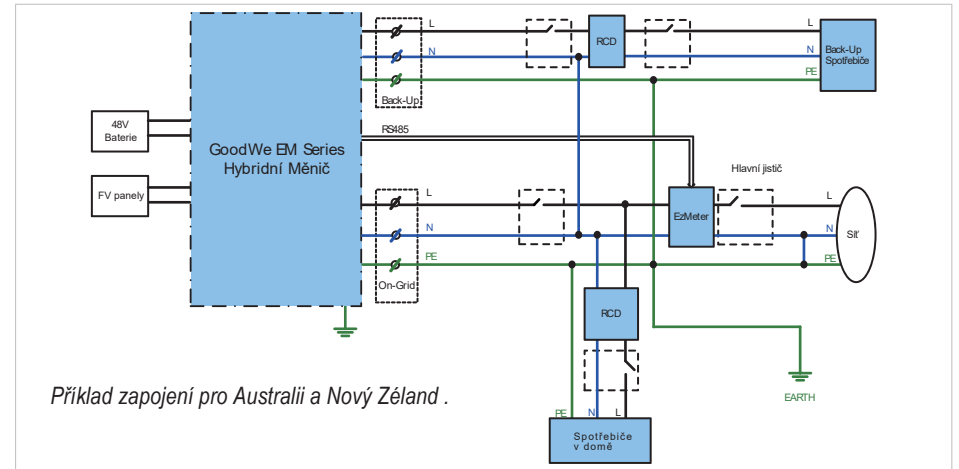 L
N
PE
Back-Up
RCD
L
N
PE
Back-Up
Spotřebiče
48V
Baterie
FV panely
GoodWe EM Series
Hybridní Měnič
RS485
L
N
PE
On-Grid
EzMeter
Hlavní jistič
L
N
PE
Síť
RCD
EARTH
PE
N
L
Spotřebiče
v domě
Příklad zapojení pro Australii a Nový Zéland .